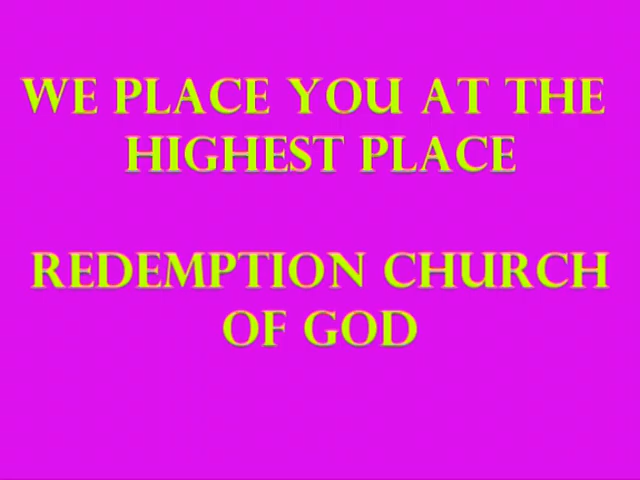 WE PLACE YOU AT THE
HIGHEST PLACE
REDEMPTION CHURCH
OF GOD